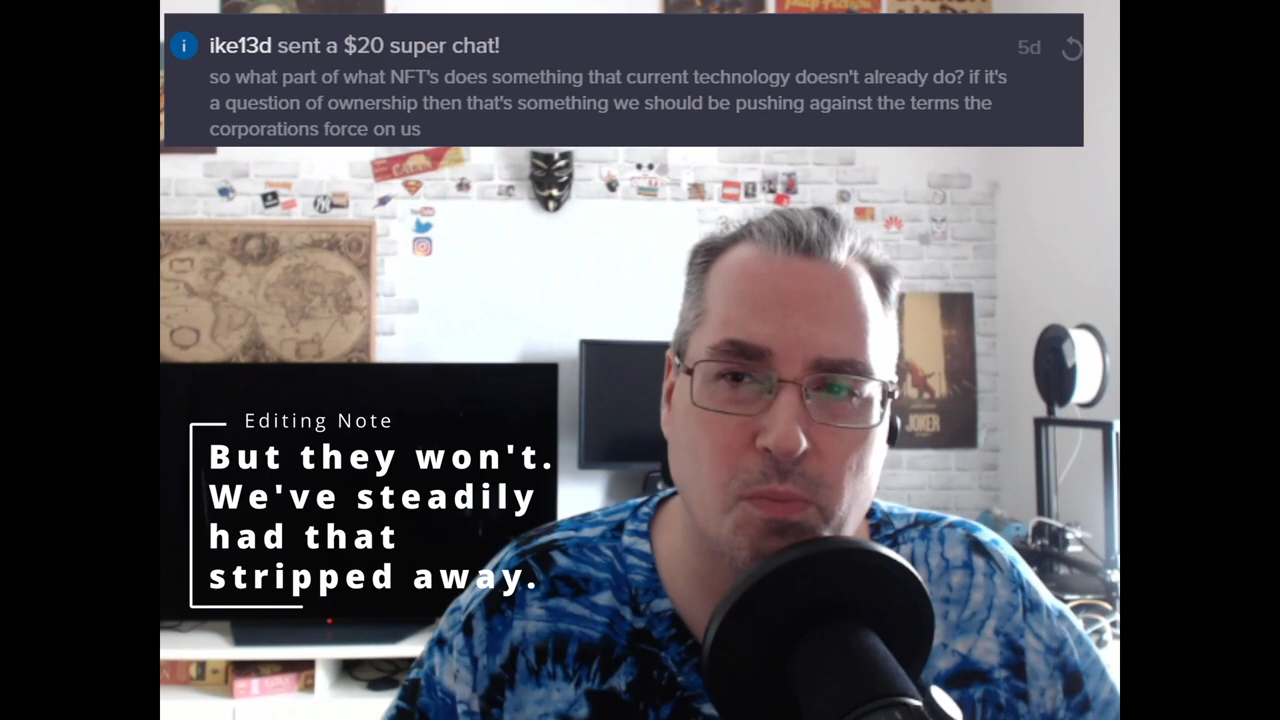 ike13d sent a $20 super chat!
5d
so what part of what NFT's does something that current technology doesn't already do? if it's
a question of ownership then that's something we should be pushing against the terms the
corporations force on us
JOKER
Editing Note
But they won't.
We've steadily
had that
stripped away.